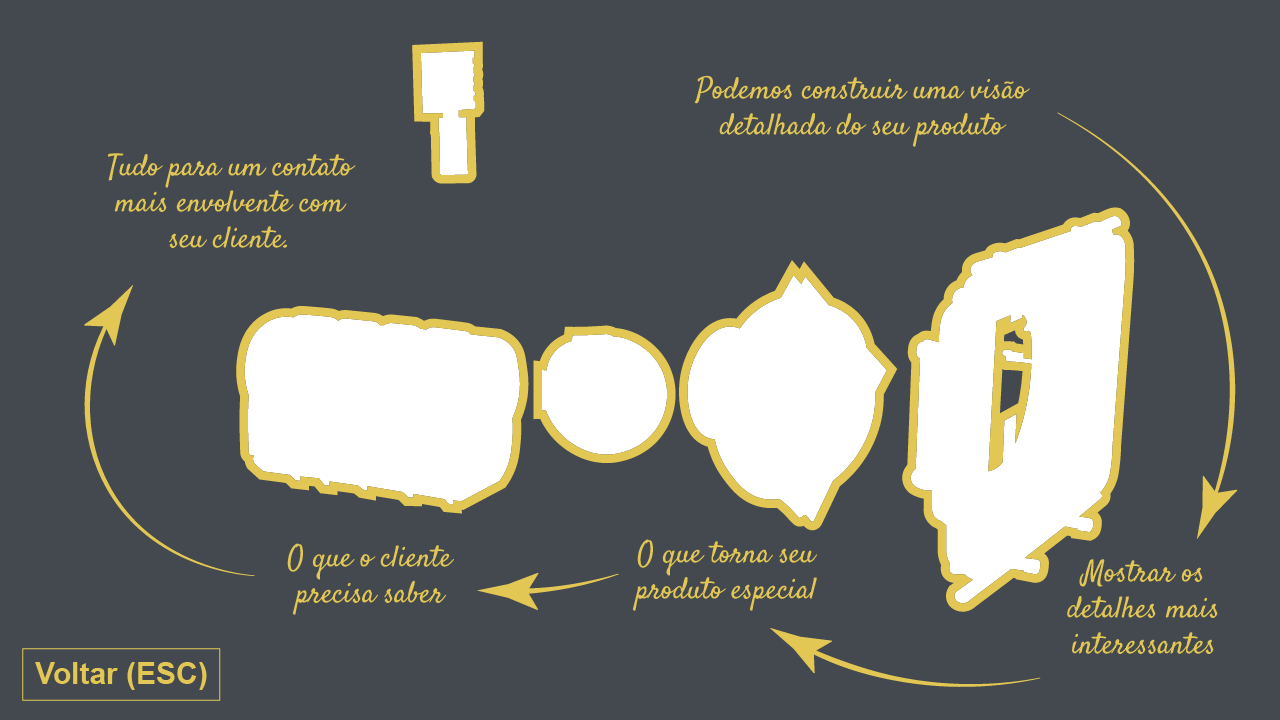 Podemos construir uma visão
detalhada do seu produto
Mostrar os
detalhes mais
interessantes
O que torna seu
produto especial
O que o cliente
precisa saber
Tudo para um contato
mais envolvente com
seu cliente.
Voltar (ESC)